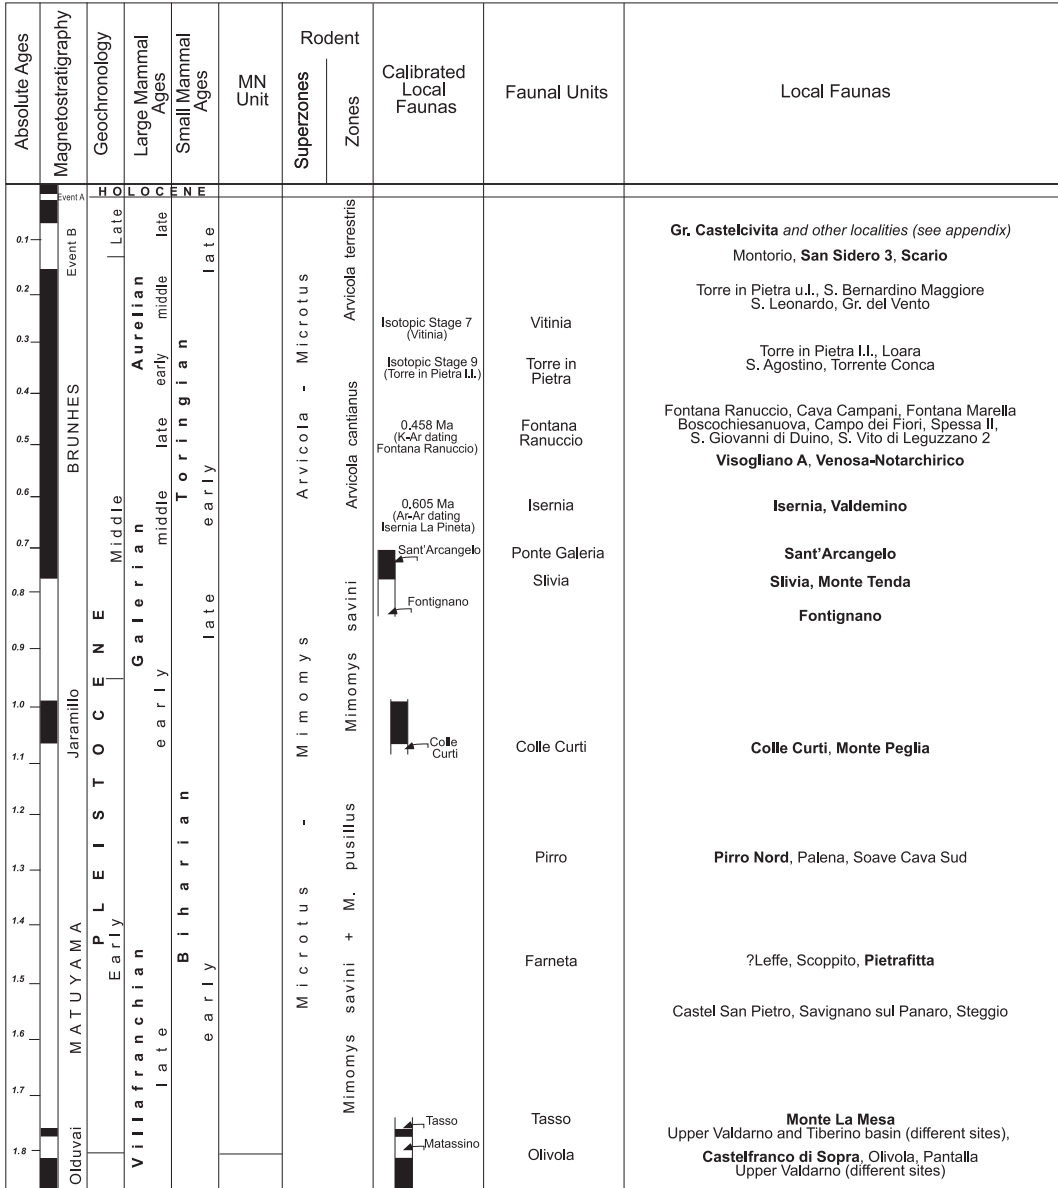 Absolute Ages
Magnetostratigraphy
Geochronology
Large Mammal
Ages
Small Mammal
Ages
MN
Unit
Rodent
Superzones
Zones
Calibrated
Local
Faunas
Faunal Units
Local Faunas
HOLOCENE
Event A
0.1
0.2
0.3
0.4
0.5
0.6
0.7
0.8
0.9
1.0
1.1
1.2
1.3
1.4
1.5
1.6
1.7
1.8
Event B
BRUNHES
Jaramillo
MATUYAMA
Olduvai
PLEISTOCENE
Late
Middle
Early
Aurelian
late
middle
early
Galerian
late
middle
early
Villafranchian
late
Toringian
late
early
Biharian
late
early
Arvicola - Microtus
Mimomys
-
Microtus
Arvicola terrestris
Arvicola cantianus
Mimomys savini
Mimomys savini + M. pusillus
Isotopic Stage 7
(Vitinia)
Isotopic Stage 9
(Torre in Pietra l.l.)
0.458 Ma
(K-Ar dating
Fontana Ranuccio)
0.605 Ma
(Ar-Ar dating
Isernia La Pineta)
Sant'Arcangelo
Fontignano
Colle
Curti
Tasso
Matassino
Vitinia
Torre in
Pietra
Fontana
Ranuccio
Isernia
Ponte Galeria
Slivia
Colle Curti
Pirro
Farneta
Tasso
Olivola
Gr. Castelcivita and other localities (see appendix)
Montorio, San Sidero 3, Scario
Torre in Pietra u.l., S. Bernardino Maggiore
S. Leonardo, Gr. del Vento
Torre in Pietra l.l., Loara
S. Agostino, Torrente Conca
Fontana Ranuccio, Cava Campani, Fontana Marella
Boscochiesanuova, Campo dei Fiori, Spessa II,
S. Giovanni di Duino, S. Vito di Leguzzano 2
Visogliano A, Venosa-Notarchirico
Isernia, Valdemino
Sant'Arcangelo
Slivia, Monte Tenda
Fontignano
Colle Curti, Monte Peglia
Pirro Nord, Palena, Soave Cava Sud
?Leffe, Scoppito, Pietrafitta
Castel San Pietro, Savignano sul Panaro, Steggio
Monte La Mesa
Upper Valdarno and Tiberino basin (different sites),
Castelfranco di Sopra, Olivola, Pantalla
Upper Valdarno (different sites)